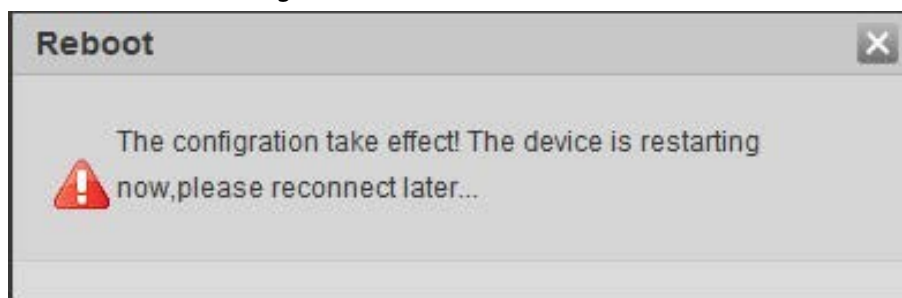 Reboot
The configration take effect! The device is restarting
now,please reconnect later...